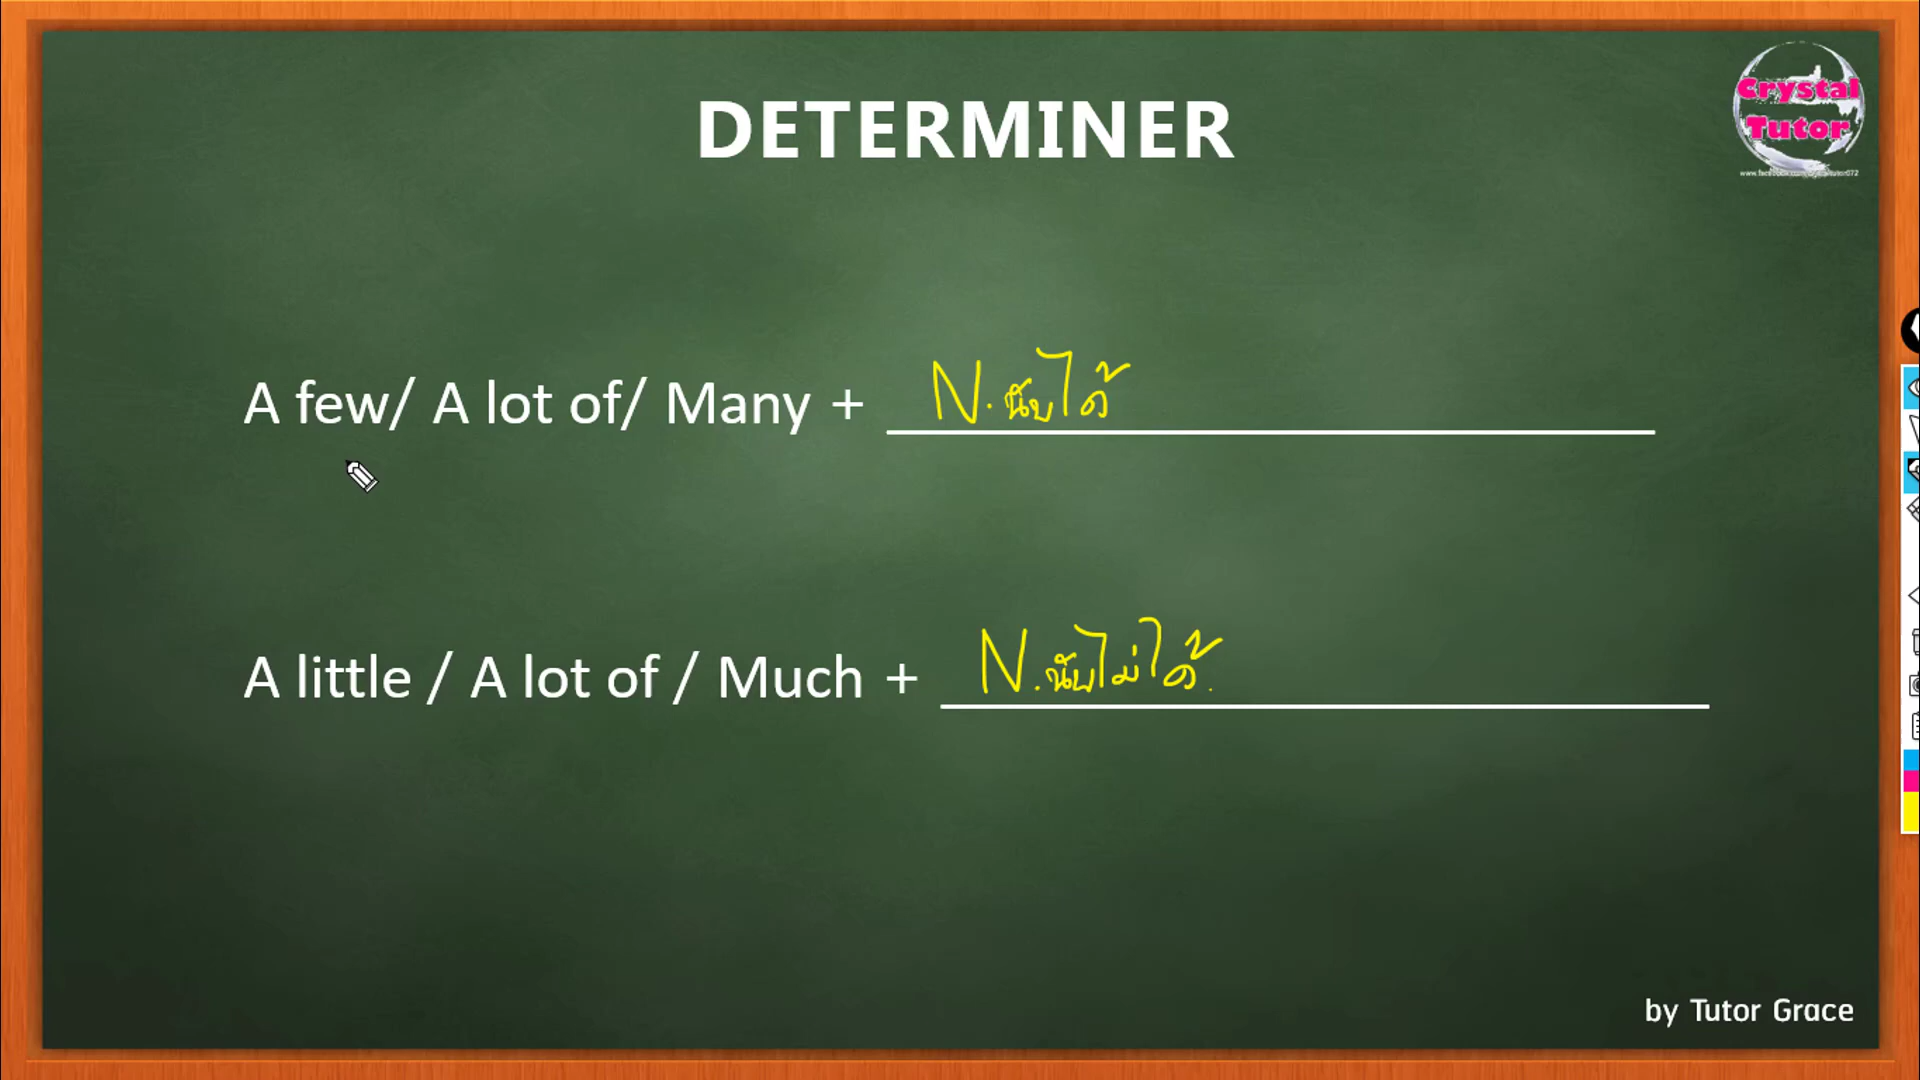 DETERMINER
Crystal
Tutor
A few/ A lot of/ Many + N. นับได้
A little / A lot of / Much + N. นับไม่ได้.
by Tutor Grace